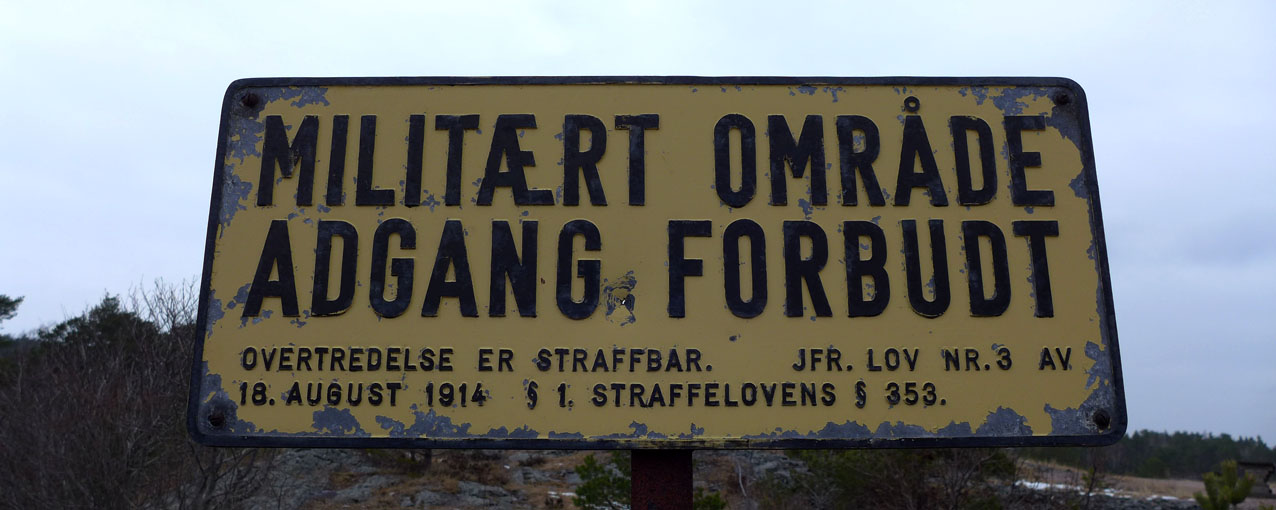 MILITÆRT OMRÅDE
ADGANG FORBUDT
OVERTREDELSE ER STRAFFBAR. JFR. LOV NR.3 AV
18. AUGUST 1914 § 1. STRAFFELOVENS § 353.